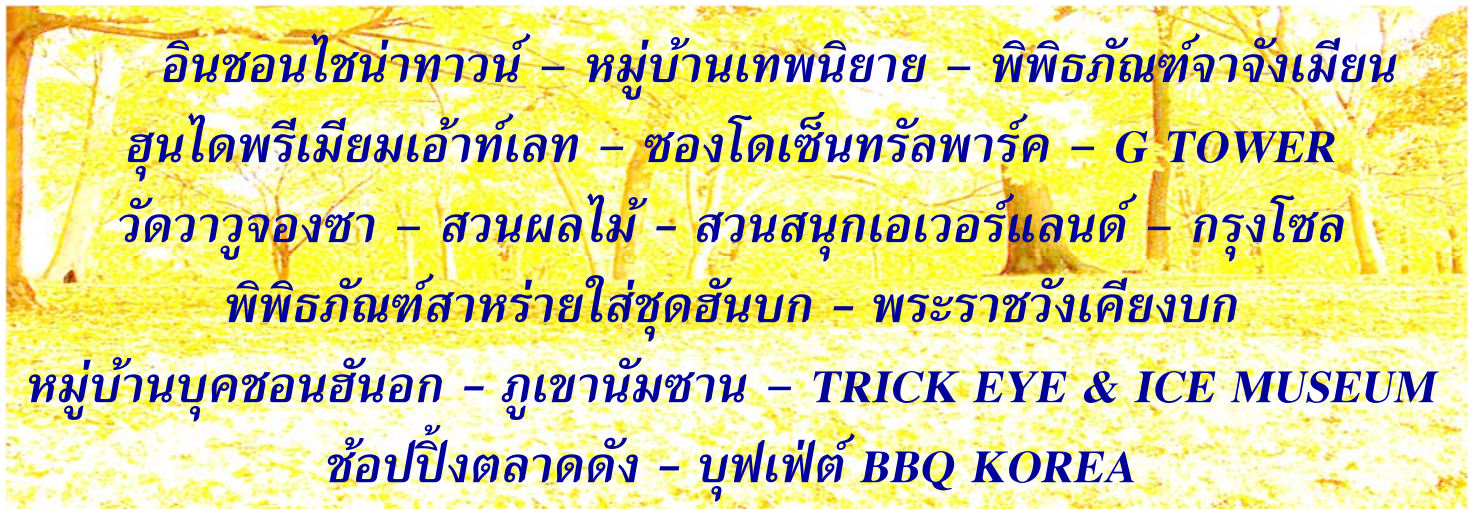 อินชอนไชน่าทาวน์ – หมู่บ้านเทพนิยาย – พิพิธภัณฑ์จาจังเมียน
ฮุนไดพรีเมียมเอ้าท์เลท – ซองโดเซ็นทรัลพาร์ค – G TOWER
วัดวาวูจองซา – สวนผลไม้ – สวนสนุกเอเวอร์แลนด์ – กรุงโซล
พิพิธภัณฑ์สาหร่ายใส่ชุดฮันบก – พระราชวังเคียงบก
หมู่บ้านบุคชอนฮันอก – ภูเขานัมซาน – TRICK EYE & ICE MUSEUM
ช้อปปิ้งตลาดดัง – บุฟเฟ่ต์ BBQ KOREA